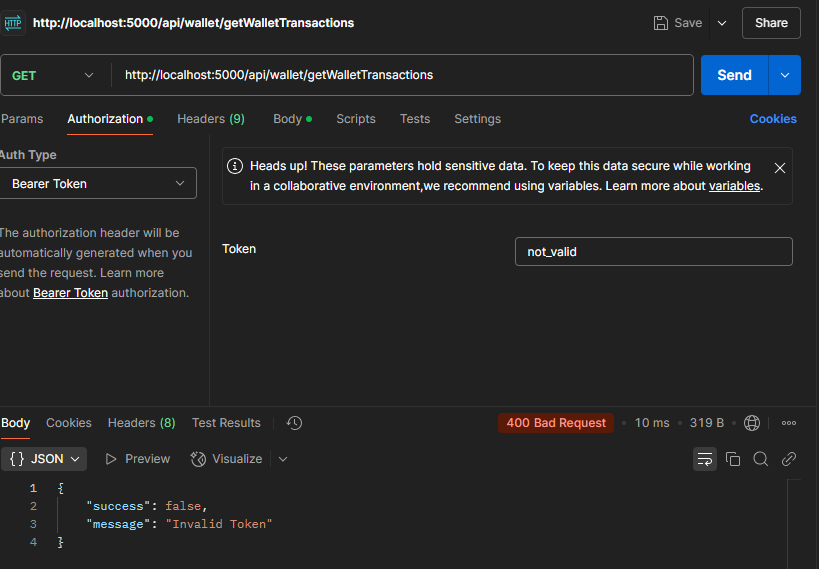 HTTP http://localhost:5000/api/wallet/getWalletTransactions Save Share
GET http://localhost:5000/api/wallet/getWalletTransactions Send
Params Authorization Headers (9) Body Scripts Tests Settings Cookies
Auth Type
Bearer Token
The authorization header will be
automatically generated when you
send the request. Learn more
about Bearer Token authorization.
Heads up! These parameters hold sensitive data. To keep this data secure while working
in a collaborative environment,we recommend using variables. Learn more about variables.
Token not_valid
Body Cookies Headers (8) Test Results 400 Bad Request 10 ms 319 B
{} JSON Preview Visualize
1 {
2 "success": false,
3 "message": "Invalid Token"
4 }